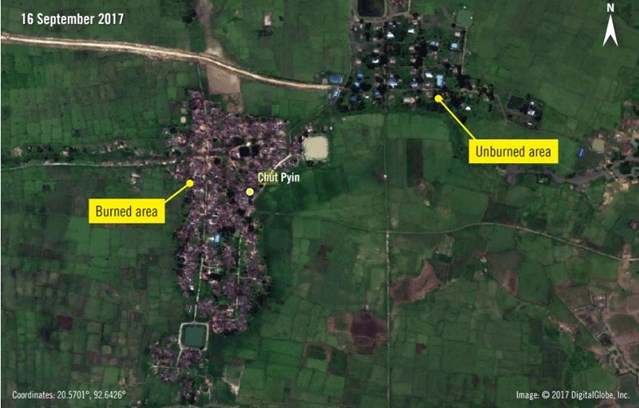 16 September 2017
N
Unburned area
Chut Pyin
Burned area
Coordinates: 20.5701°, 92.6426°
Image: © 2017 DigitalGlobe, Inc.